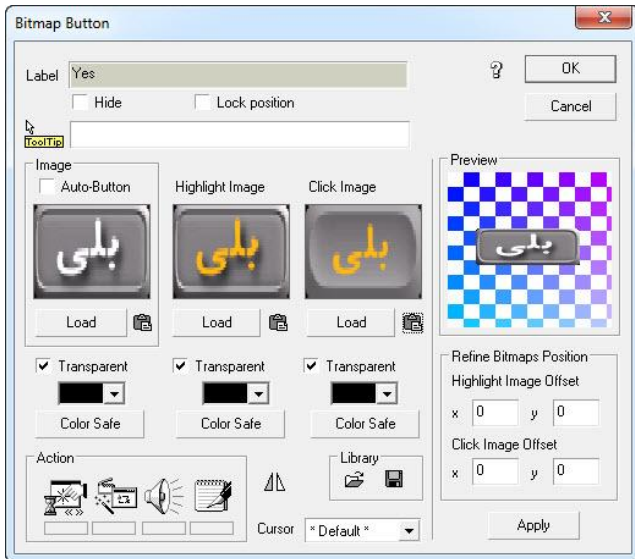 Bitmap Button
Label Yes OK
Hide Lock position Cancel
ToolTip
Image Preview
Auto-Button Highlight Image Click Image
بلی بلی بلی بلی
Load Load Load
Transparent Transparent Transparent Refine Bitmaps Position
Highlight Image Offset
x 0 y 0
Color Safe Color Safe Color Safe
Click Image Offset
Action Library x 0 y 0
Cursor * Default * Apply